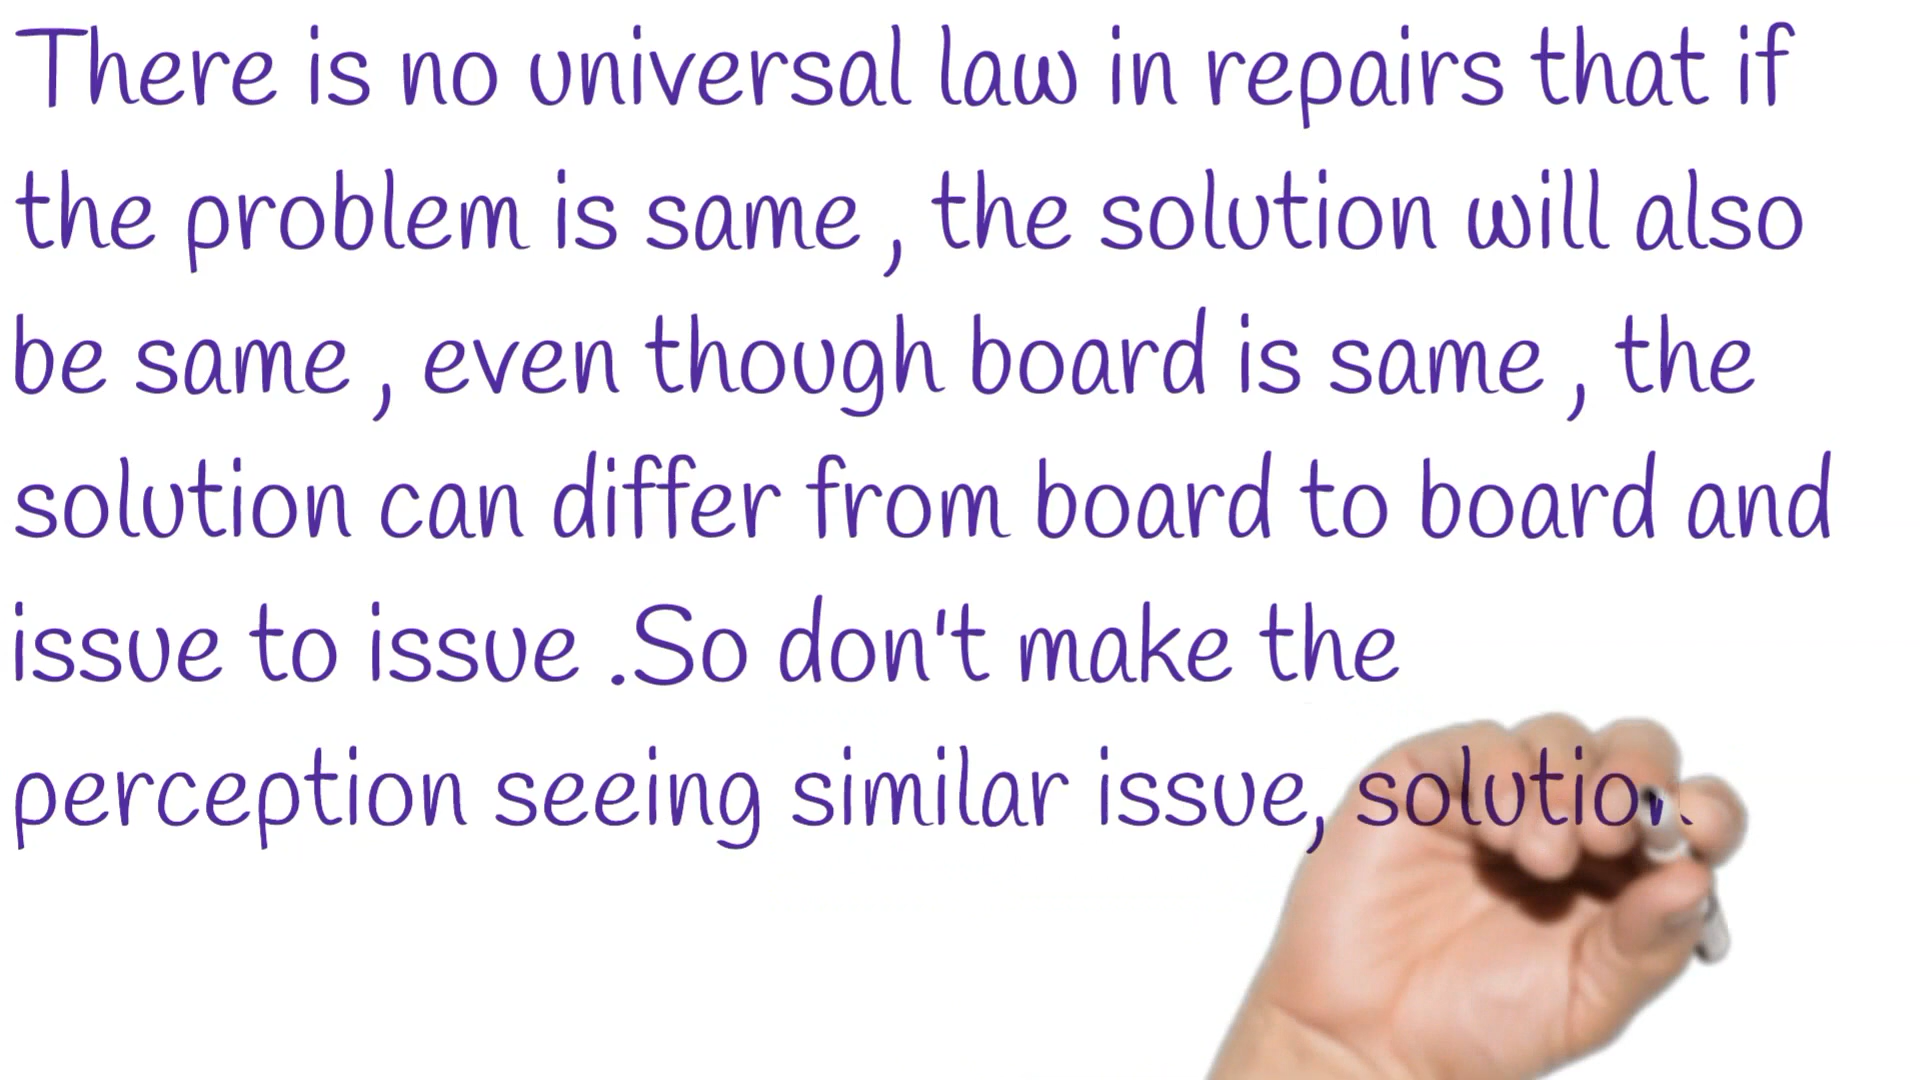 There is no universal law in repairs that if
the problem is same , the solution will also
be same , even though board is same , the
solution can differ from board to board and
issue to issue .So don't make the
perception seeing similar issue, solution